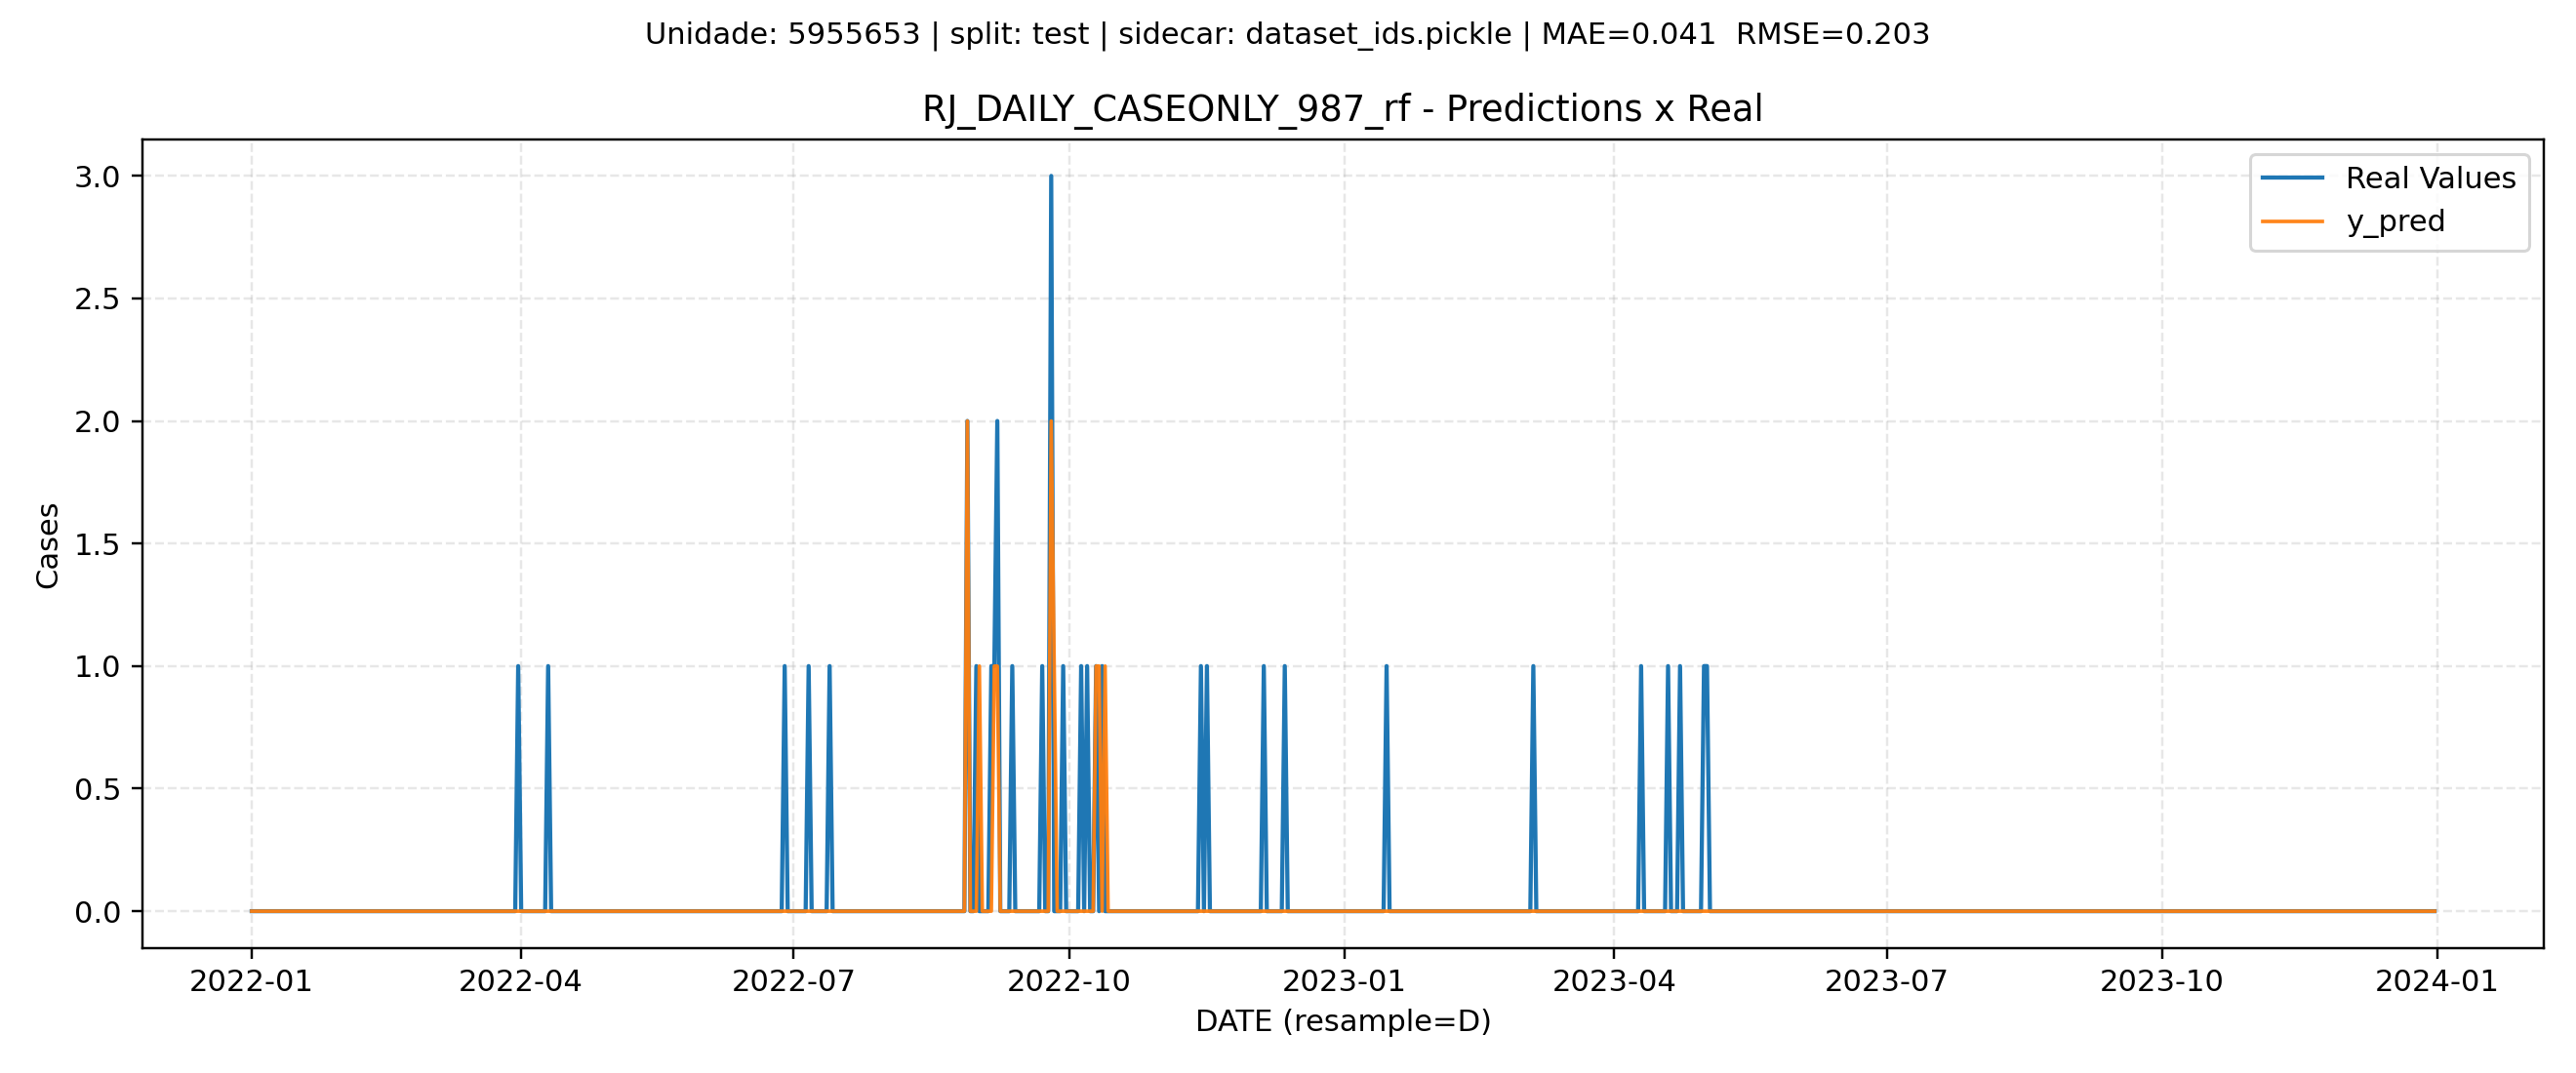 Unidade: 5955653 | split: test | sidecar: dataset_ids.pickle | MAE=0.041  RMSE=0.203
RJ_DAILY_CASEONLY_987_rf - Predictions x Real
Real Values
y_pred
3.0
2.5
2.0
1.5
1.0
0.5
0.0
Cases
2022-01 2022-04 2022-07 2022-10 2023-01 2023-04 2023-07 2023-10 2024-01
DATE (resample=D)